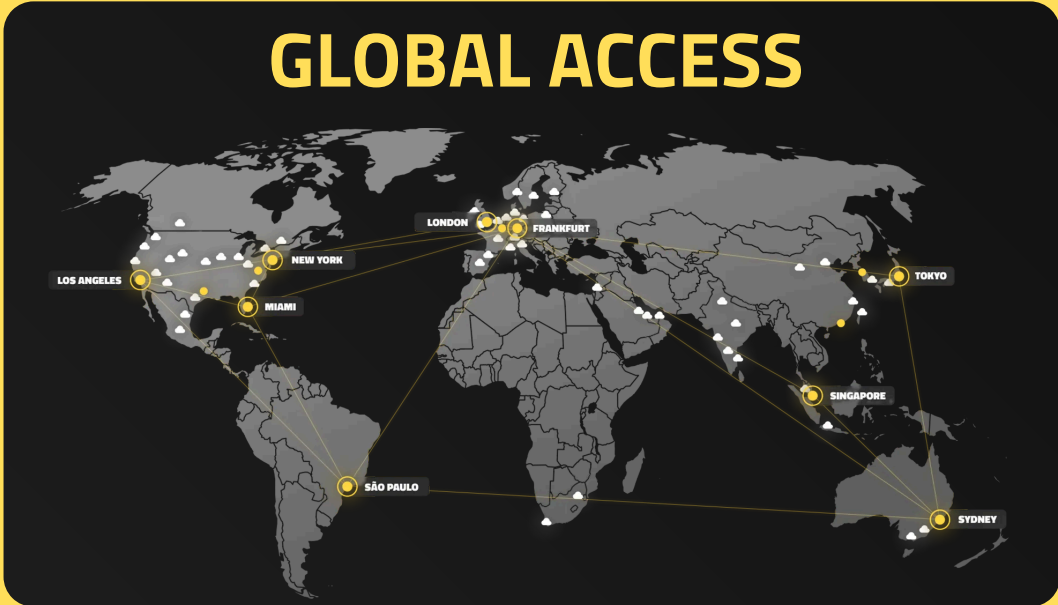 GLOBAL ACCESS
LONDON
FRANKFURT
NEW YORK
LOS ANGELES
TOKYO
MIAMI
SINGAPORE
SÃO PAULO
SYDNEY